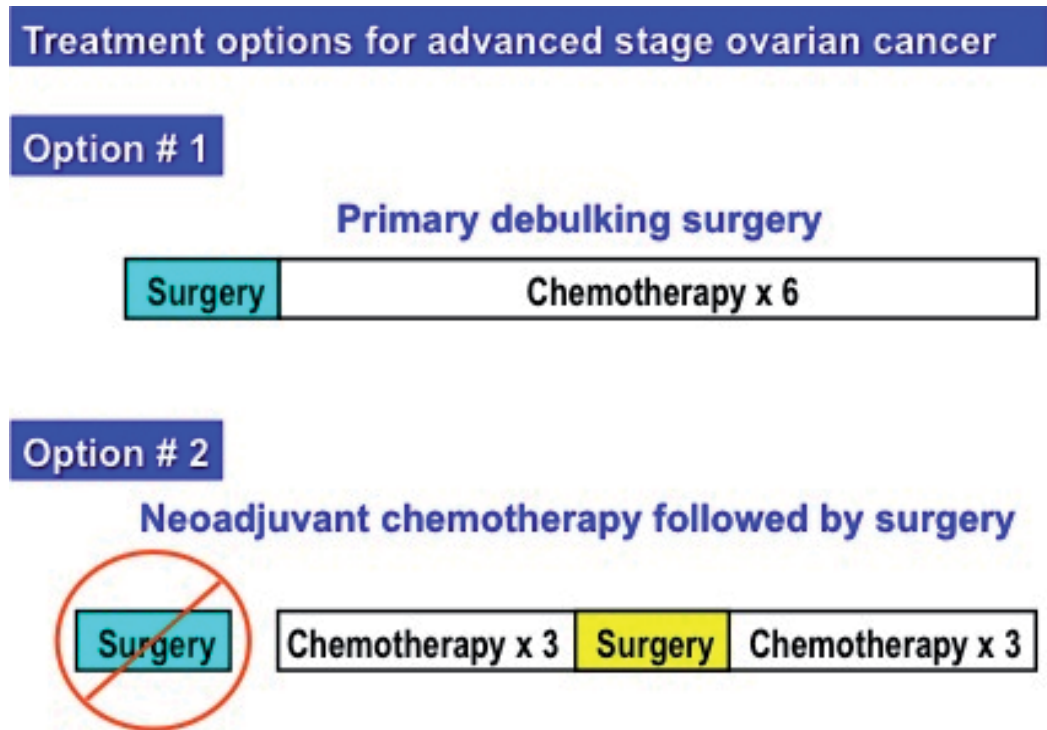 Treatment options for advanced stage ovarian cancer
Option # 1
Primary debulking surgery
Surgery Chemotherapy x 6
Option # 2
Neoadjuvant chemotherapy followed by surgery
Surgery Chemotherapy x 3 Surgery Chemotherapy x 3